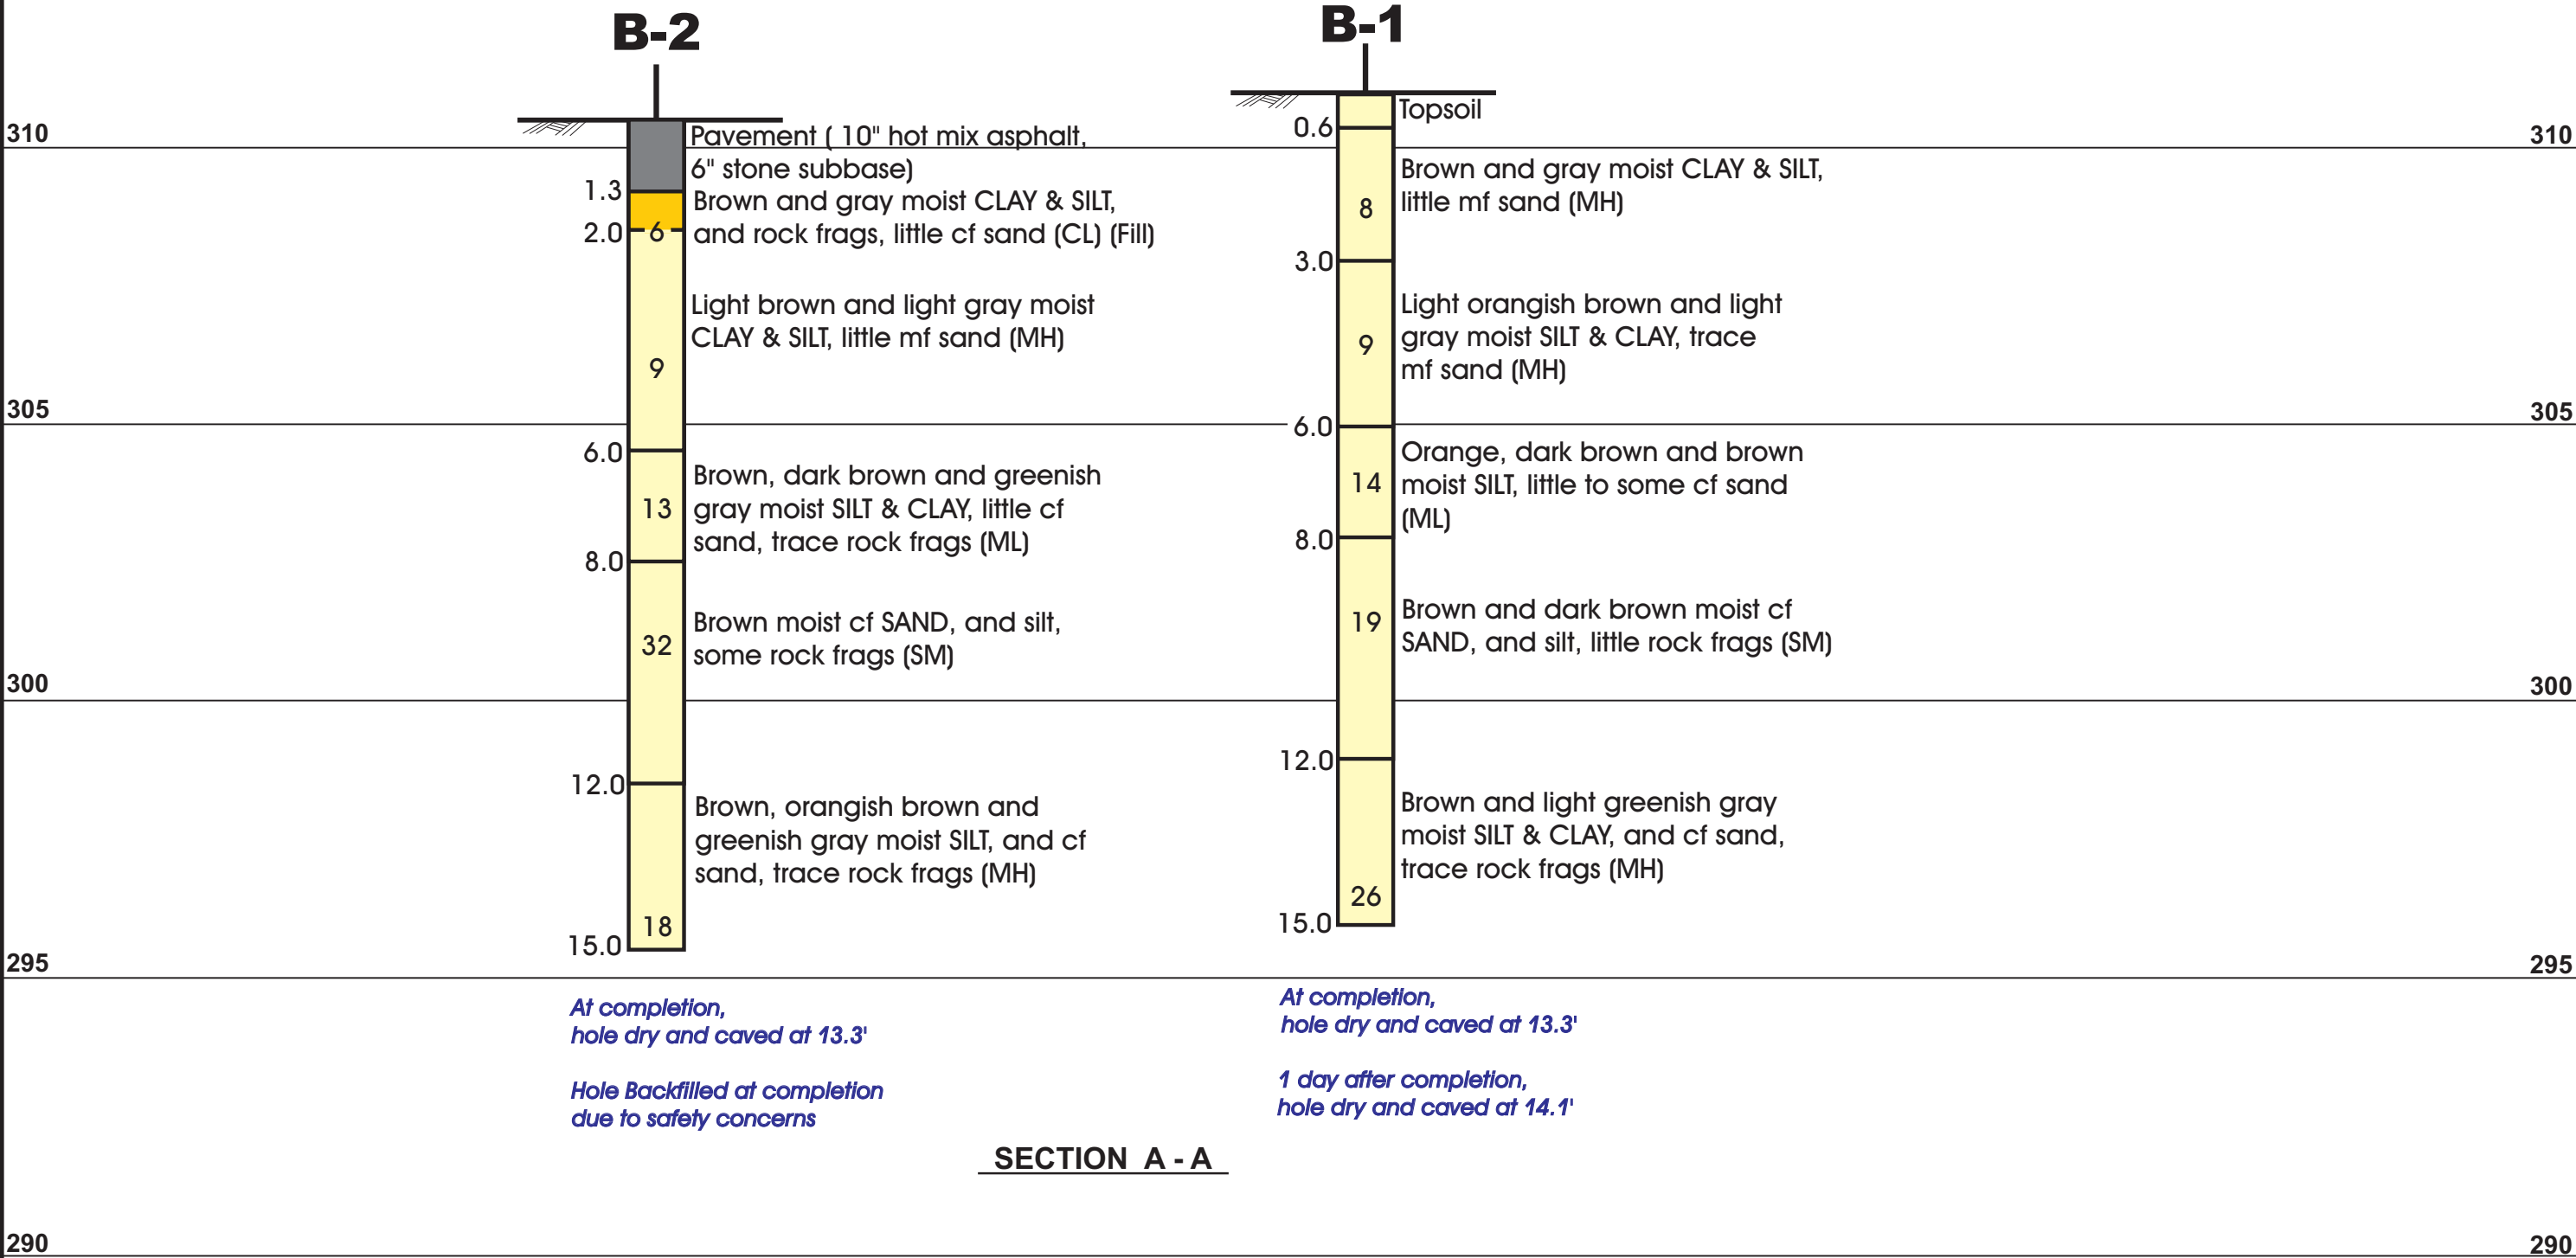 B-2
B-1
310
310
Pavement ( 10" hot mix asphalt,
6" stone subbase)
1.3
Brown and gray moist CLAY & SILT,
and rock frags, little cf sand (CL) (Fill)
2.0
6
Light brown and light gray moist
CLAY & SILT, little mf sand (MH)
9
6.0
Brown, dark brown and greenish
gray moist SILT & CLAY, little cf
sand, trace rock frags (ML)
13
8.0
Brown moist cf SAND, and silt,
some rock frags (SM)
32
12.0
Brown, orangish brown and
greenish gray moist SILT, and cf
sand, trace rock frags (MH)
18
15.0
Topsoil
0.6
Brown and gray moist CLAY & SILT,
little mf sand (MH)
8
3.0
Light orangish brown and light
gray moist SILT & CLAY, trace
mf sand (MH)
9
6.0
Orange, dark brown and brown
moist SILT, little to some cf sand
(ML)
14
8.0
Brown and dark brown moist cf
SAND, and silt, little rock frags (SM)
19
12.0
Brown and light greenish gray
moist SILT & CLAY, and cf sand,
trace rock frags (MH)
26
15.0
305
305
300
300
295
295
At completion,
hole dry and caved at 13.3'
Hole Backfilled at completion
due to safety concerns
At completion,
hole dry and caved at 13.3'
1 day after completion,
hole dry and caved at 14.1'
SECTION A - A
290
290